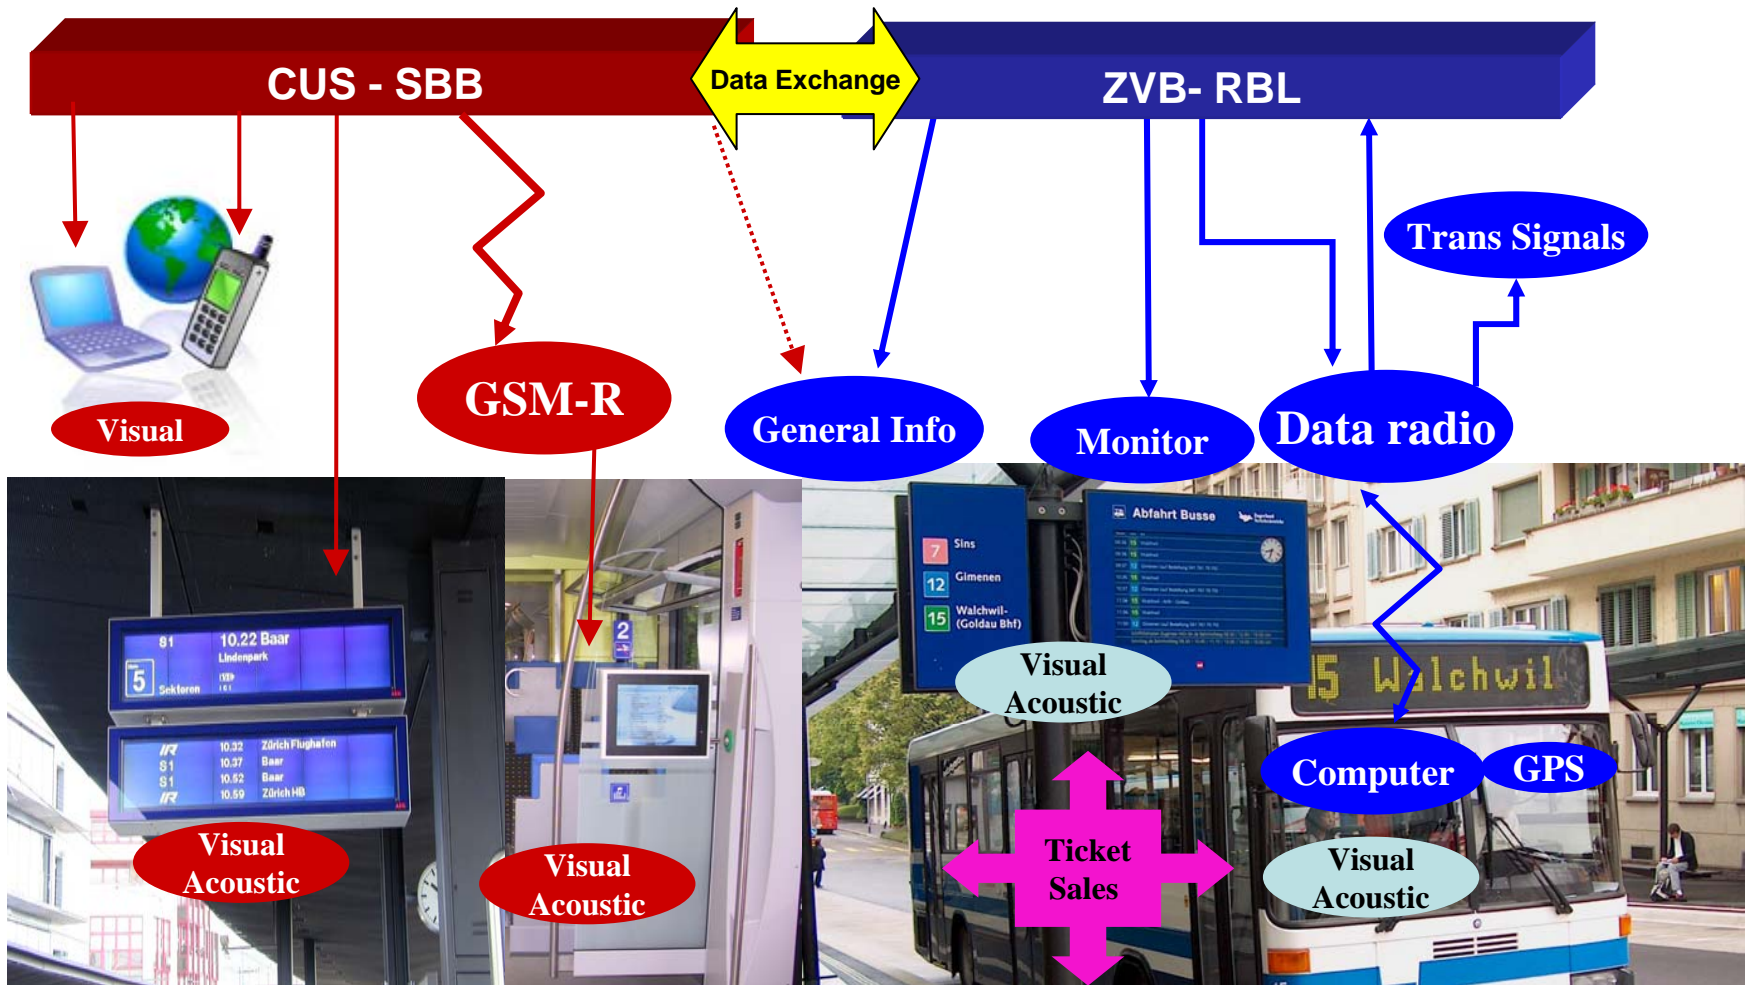 CUS - SBB
Data Exchange
ZVB- RBL
Trans Signals
GSM-R
General Info
Monitor
Data radio
Visual
7 Sins
12 Gimenen
15 Walchwil-
(Goldau Bhf)
Abfahrt Busse
S1 10.22 Baar
Lindenpark
5 Sektoren
IR 10.32 Zürich Flughafen
S1 10.37 Baar
S1 10.52 Baar
IR 10.59 Zürich HB
2
15 Walchwil
Visual
Acoustic
Computer
GPS
Visual
Acoustic
Visual
Acoustic
Ticket
Sales
Visual
Acoustic